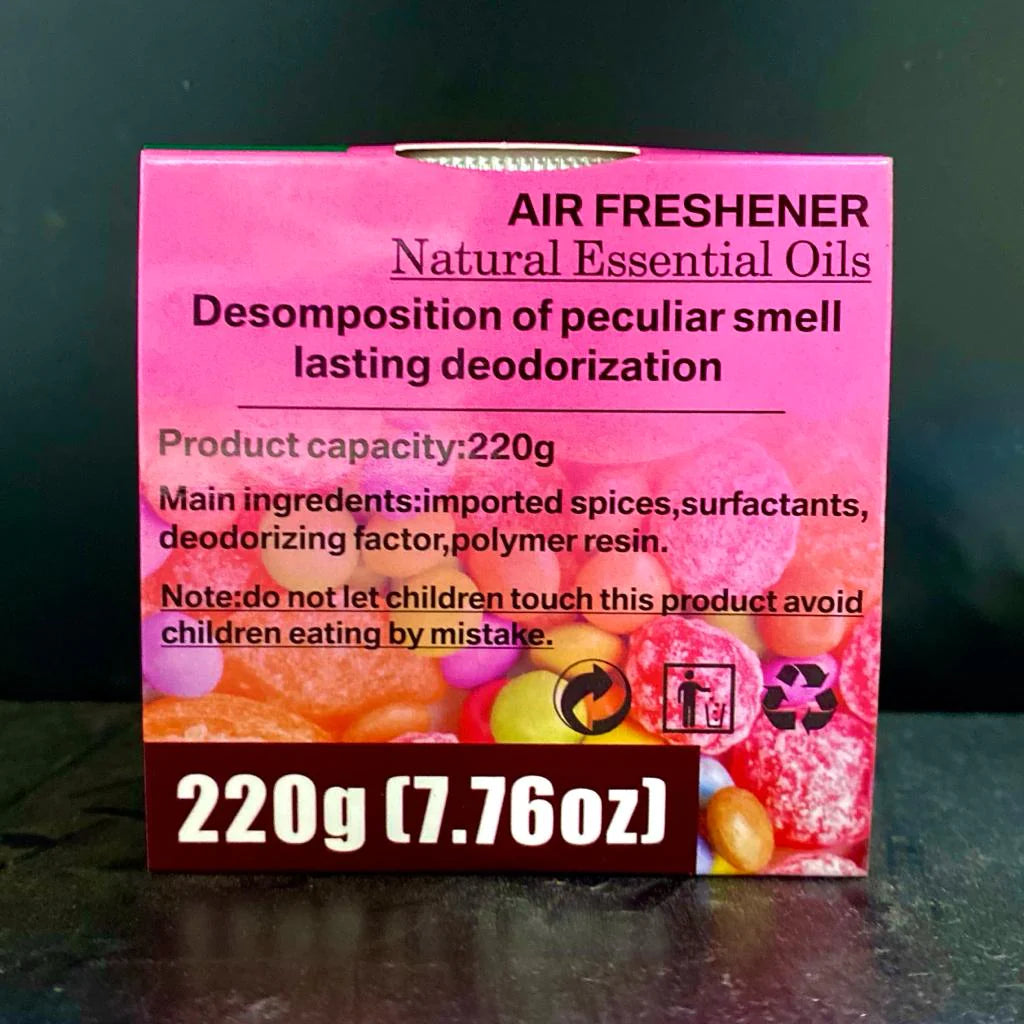 AIR FRESHENER
Natural Essential Oils
Desomposition of peculiar smell
lasting deodorization
Product capacity:220g
Main ingredents:imported spices,surfactants,
deodorizing factor,polymer resin.
Note:do not let children touch this product avoid
children eating by mistake.
220g (7.76oz)